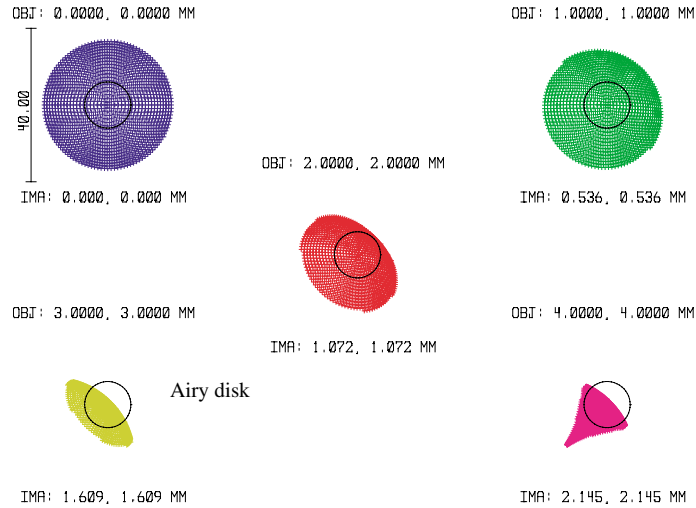 OBJ: 0.0000, 0.0000 MM
OBJ: 1.0000, 1.0000 MM
40.00
OBJ: 2.0000, 2.0000 MM
IMA: 0.000, 0.000 MM
IMA: 0.536, 0.536 MM
OBJ: 3.0000, 3.0000 MM
OBJ: 4.0000, 4.0000 MM
IMA: 1.072, 1.072 MM
Airy disk
IMA: 1.609, 1.609 MM
IMA: 2.145, 2.145 MM